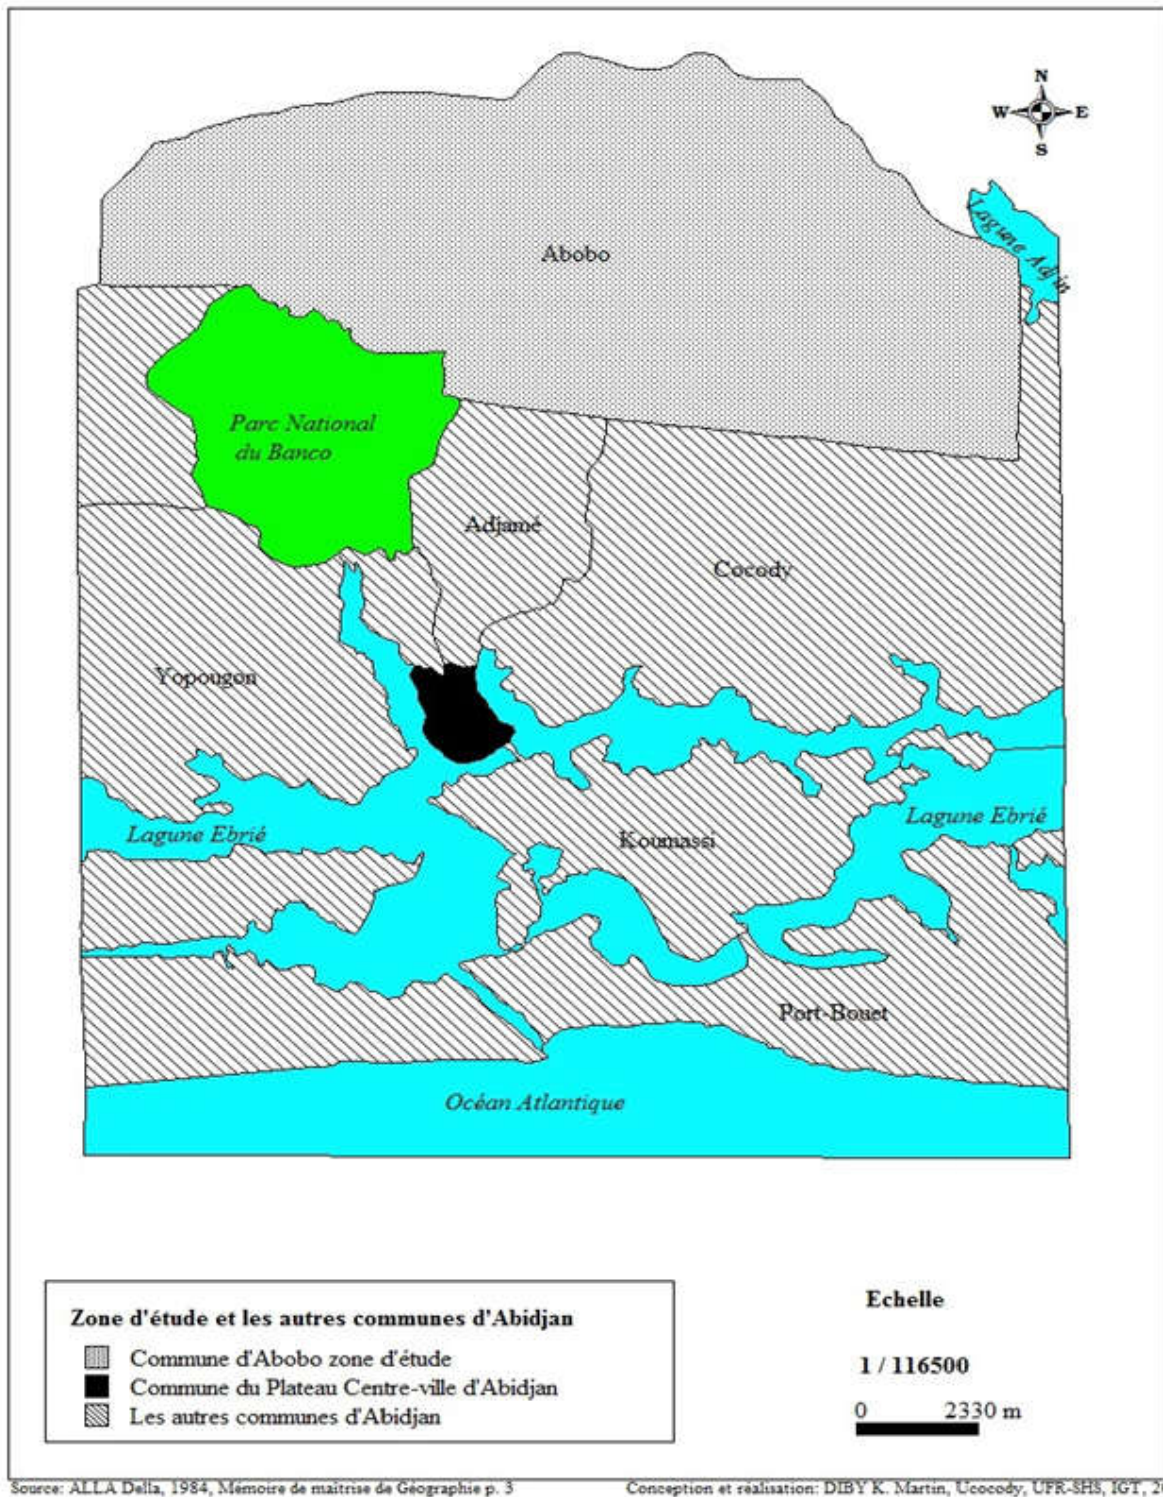 N
W E
S
Lagune Adjin
Abobo
Parc National
du Banco
Adjamé
Cocody
Yopougon
Lagune Ebrié
Lagune Ebrié
Koumassi
Port-Bouet
Océan Atlantique
Zone d'étude et les autres communes d'Abidjan
Commune d'Abobo zone d'étude
Commune du Plateau Centre-ville d'Abidjan
Les autres communes d'Abidjan
Echelle
1 / 116500
0 2330 m
Source: ALLA Della, 1984, Mémoire de maîtrise de Géographie p. 3
Conception et réalisation: DIBY K. Martin, Ucocody, UFR-SHS, IGT,